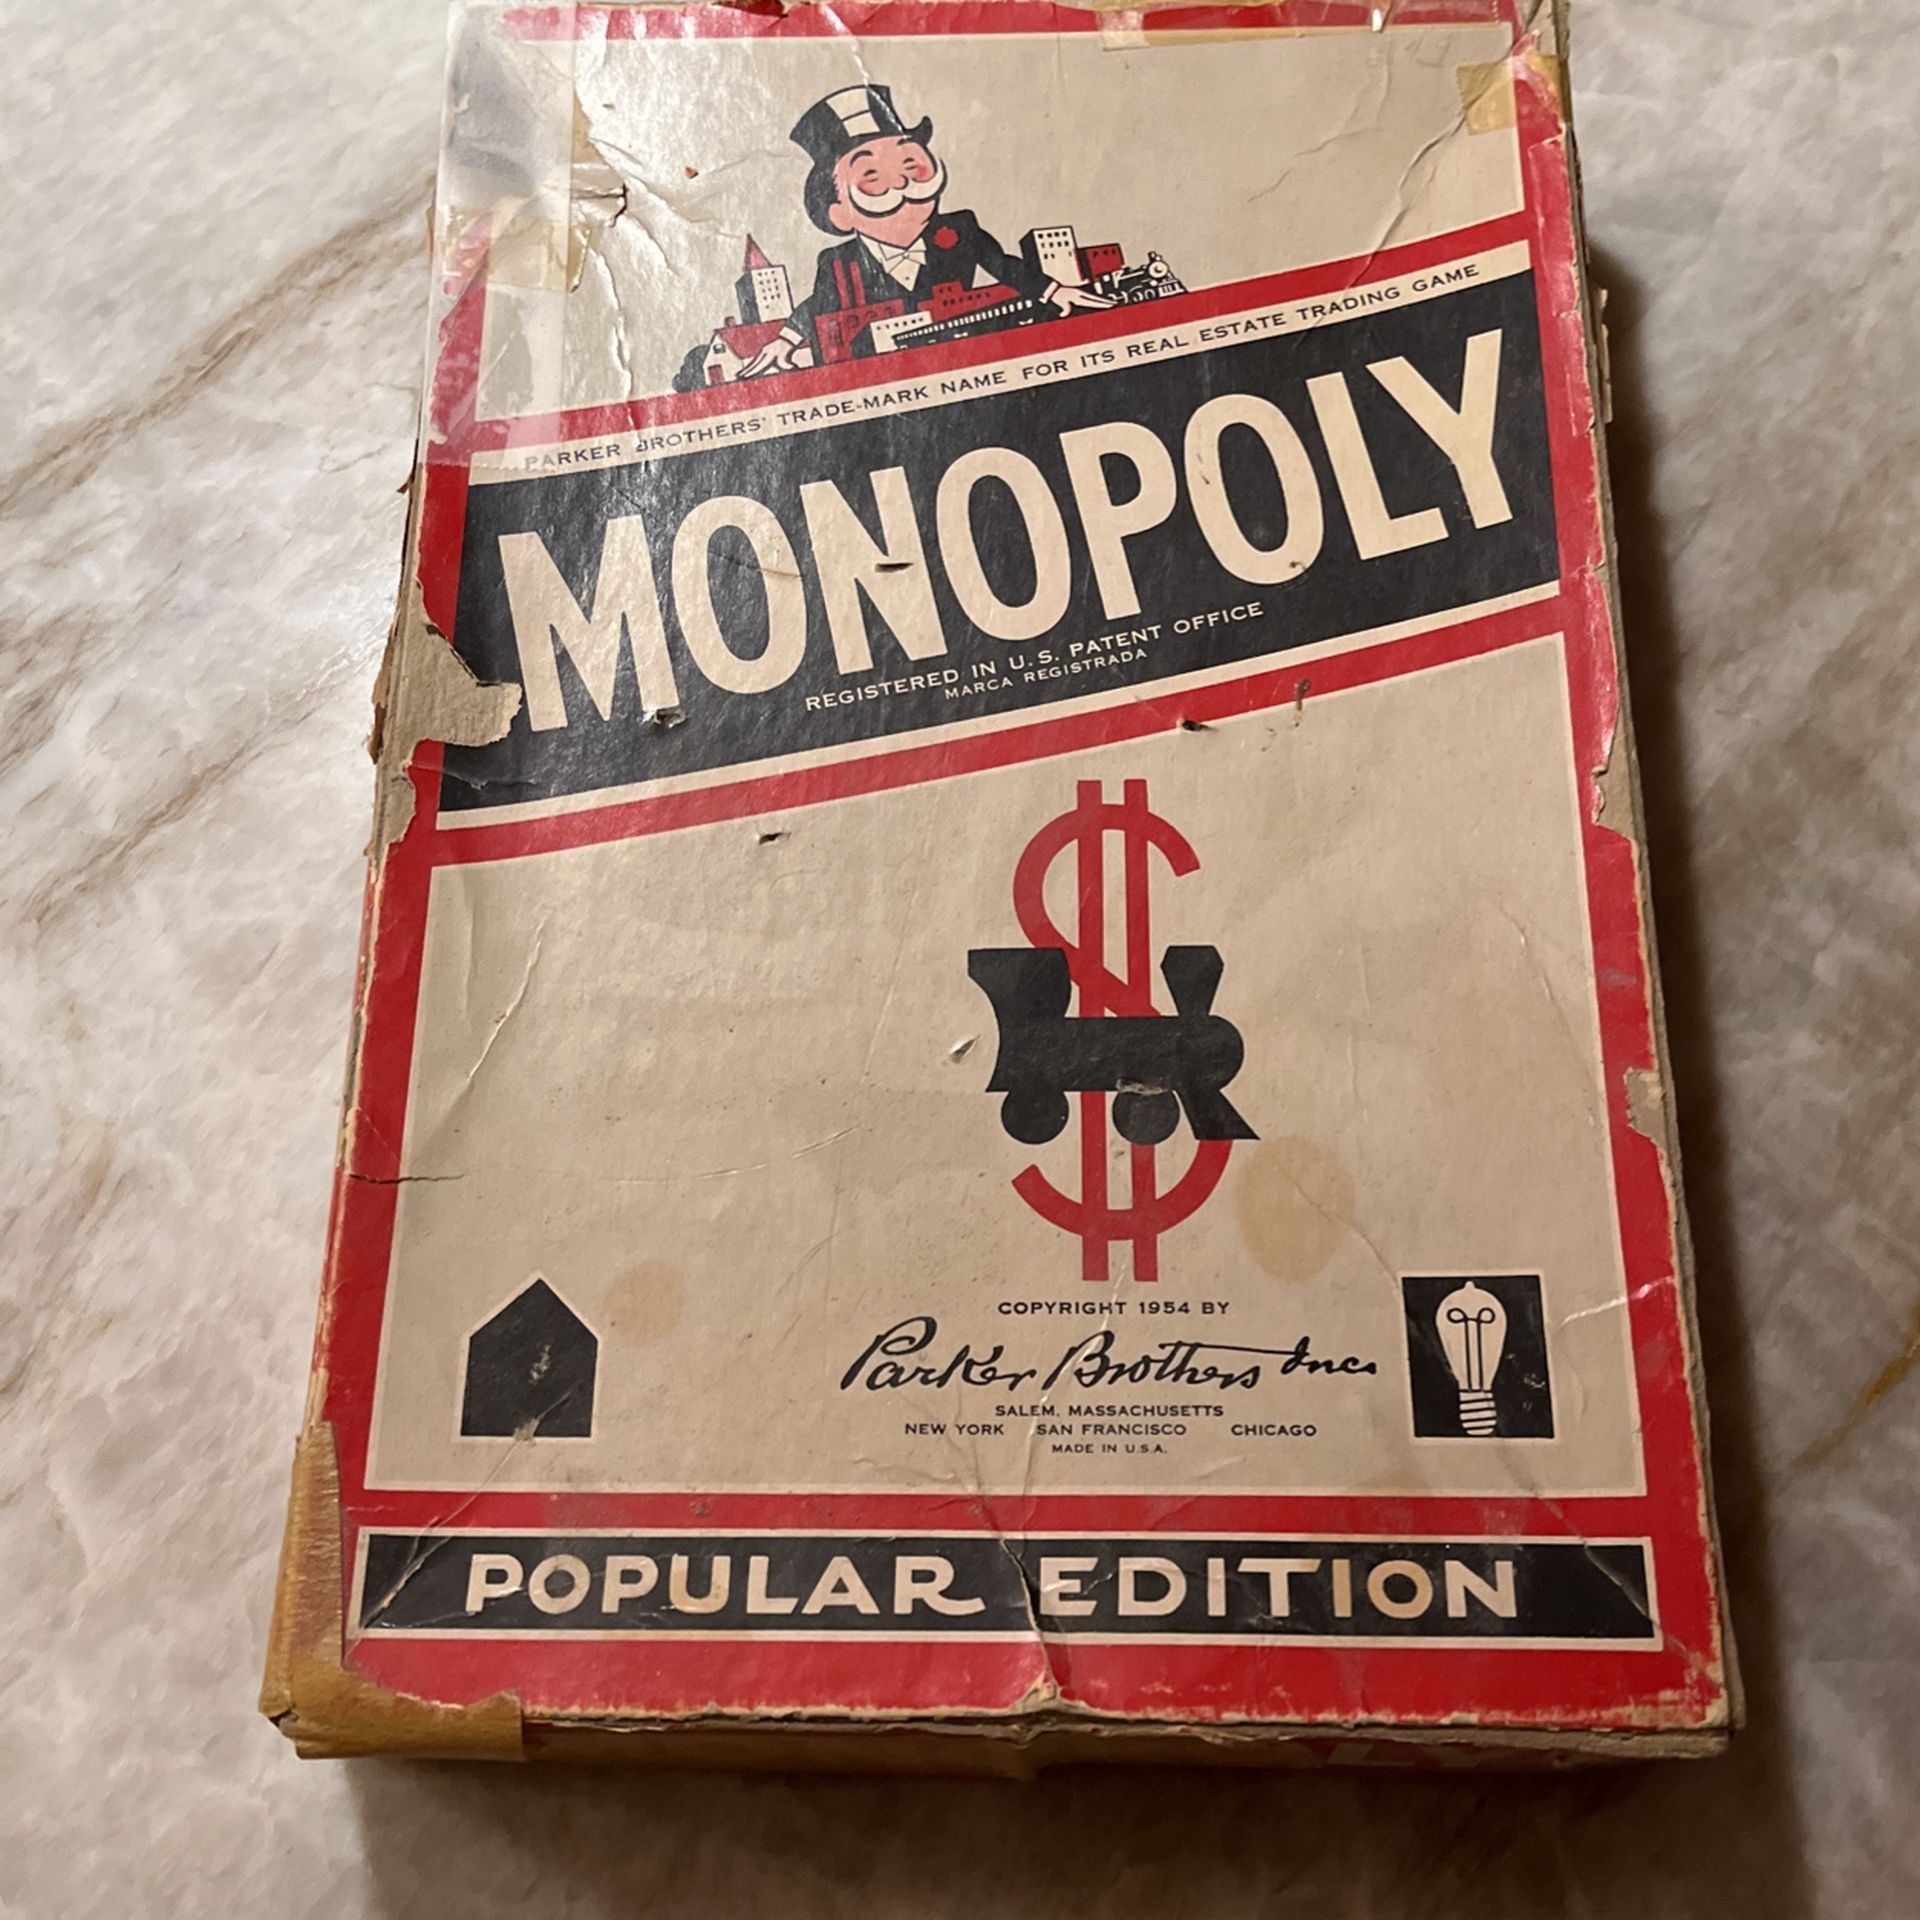 PARKER BROTHERS' TRADE-MARK NAME FOR ITS REAL ESTATE TRADING GAME
MONOPOLY
REGISTERED IN U.S. PATENT OFFICE
MARCA REGISTRADA
COPYRIGHT 1954 BY
Parker Brothers Inc.
SALEM, MASSACHUSETTS
NEW YORK SAN FRANCISCO CHICAGO
MADE IN U.S.A.
POPULAR EDITION